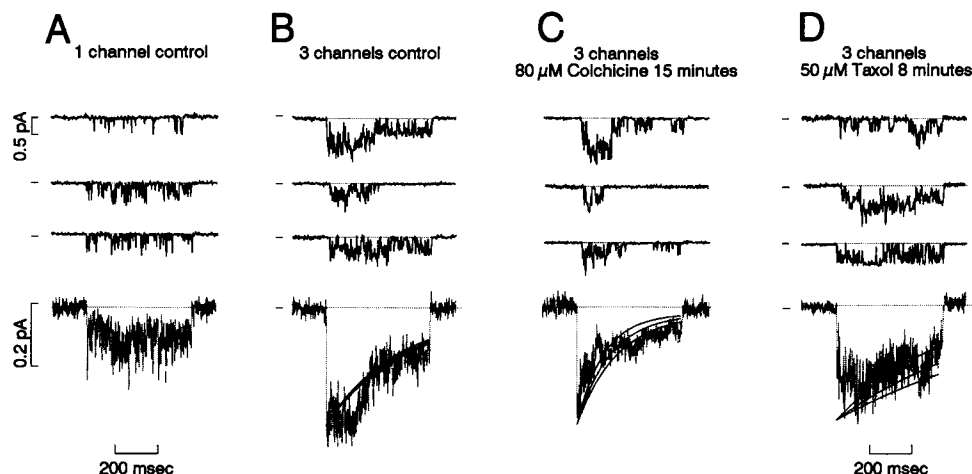 A
1 channel control
B
3 channels control
C
3 channels
80 µM Colchicine 15 minutes
D
3 channels
50 µM Taxol 8 minutes
0.5 pA
0.2 pA
200 msec
200 msec